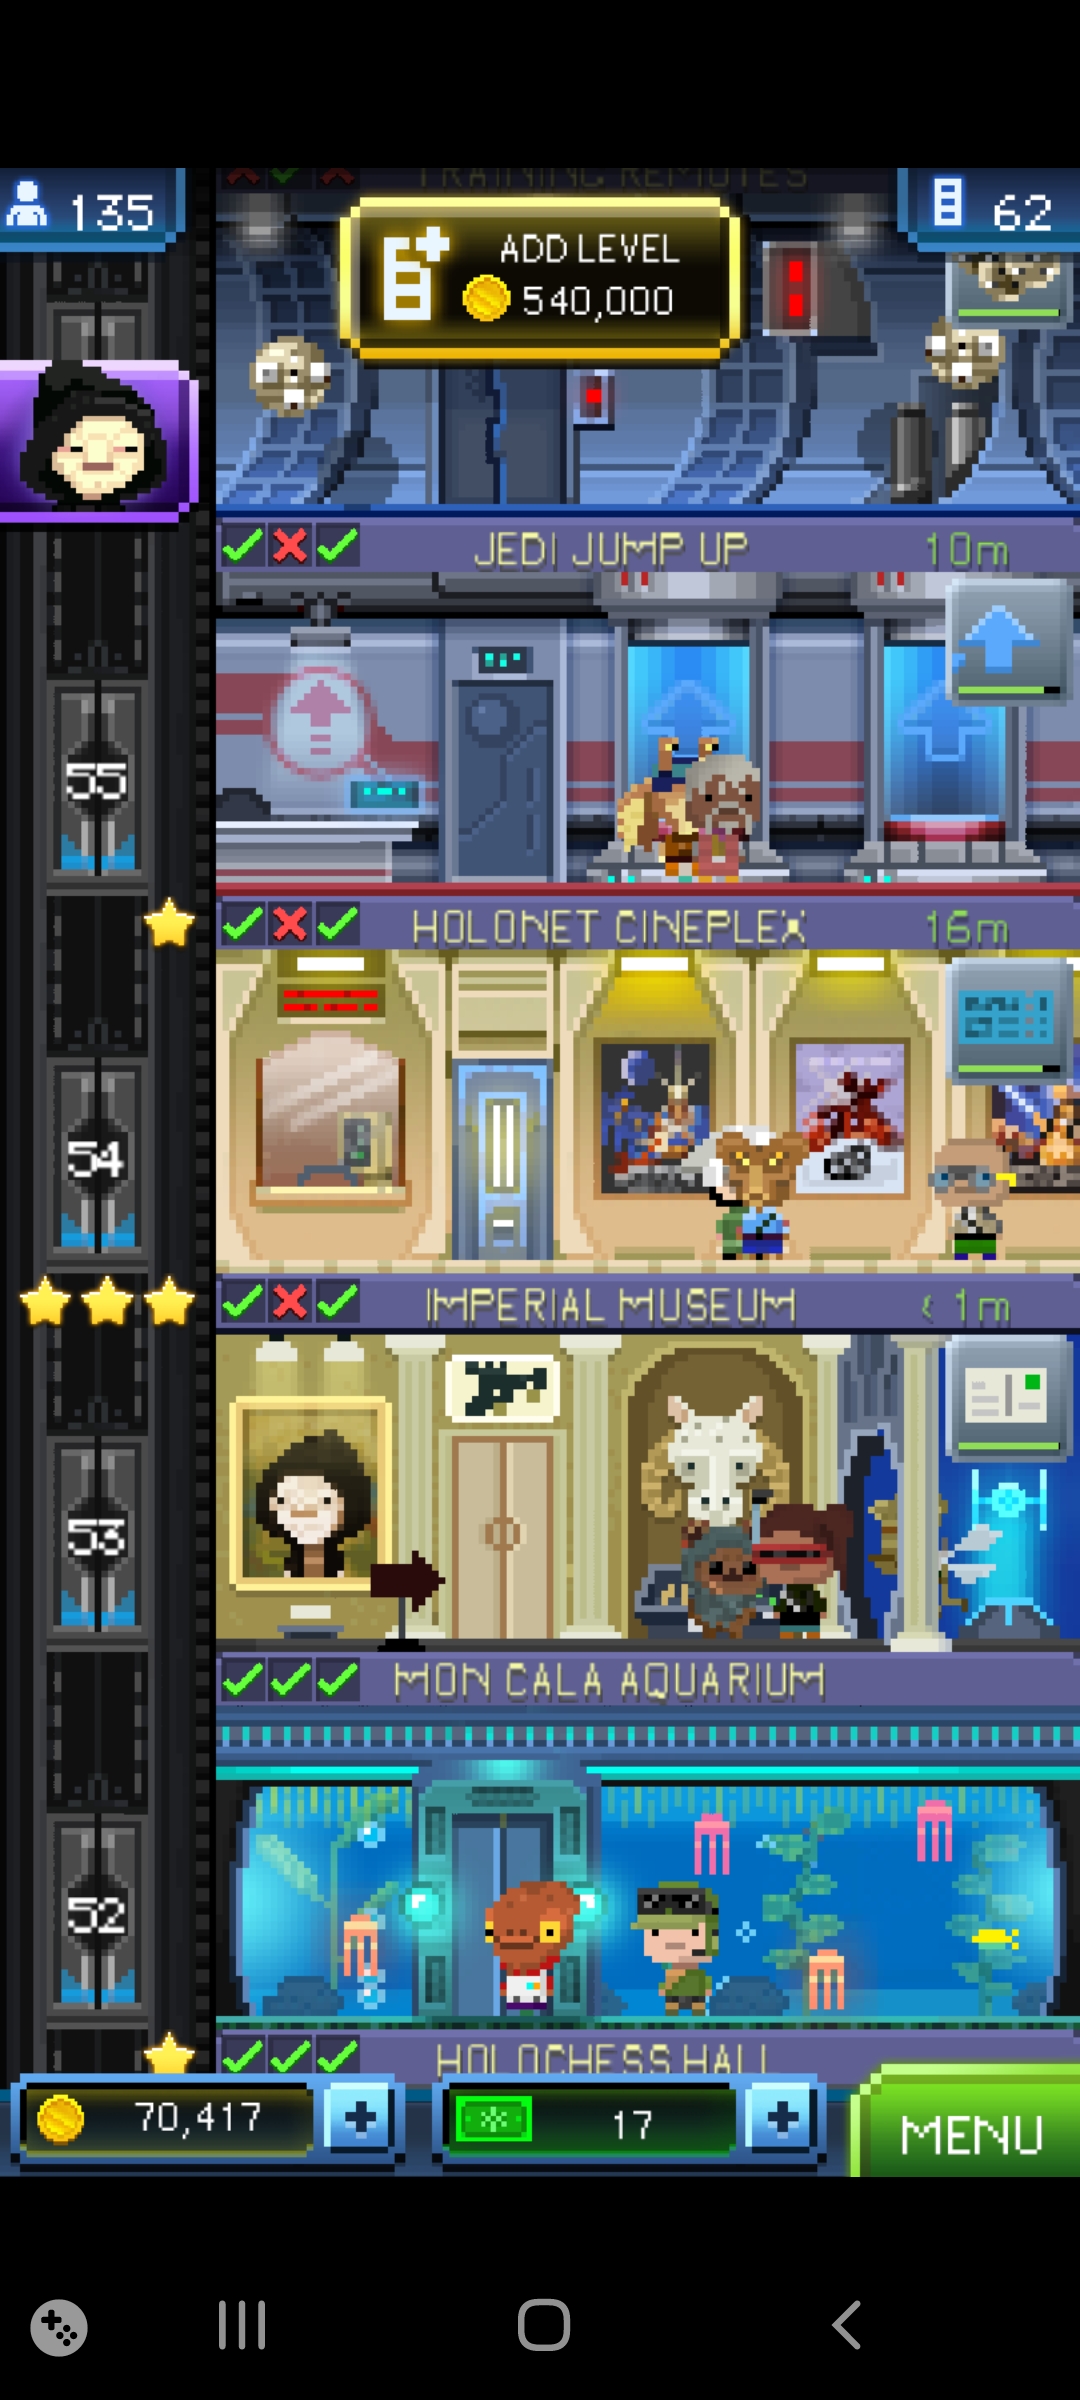 TRAINING REMOTES
135
62
ADD LEVEL
540,000
JEDI JUMP UP 10m
55
HOLONET CINEPLEX 16m
54
IMPERIAL MUSEUM < 1m
53
MON CALA AQUARIUM
52
HOLOCHESS HALL
70,417
17
MENU